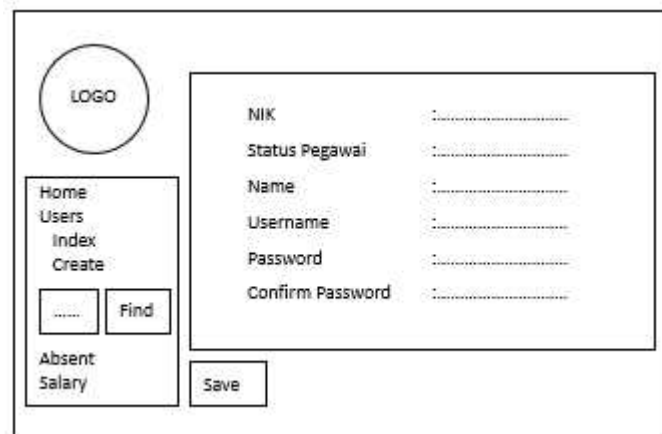 LOGO
Home
Users
Index
Create
...... Find
Absent
Salary
NIK :................................
Status Pegawai :................................
Name :................................
Username :................................
Password :................................
Confirm Password :................................
Save